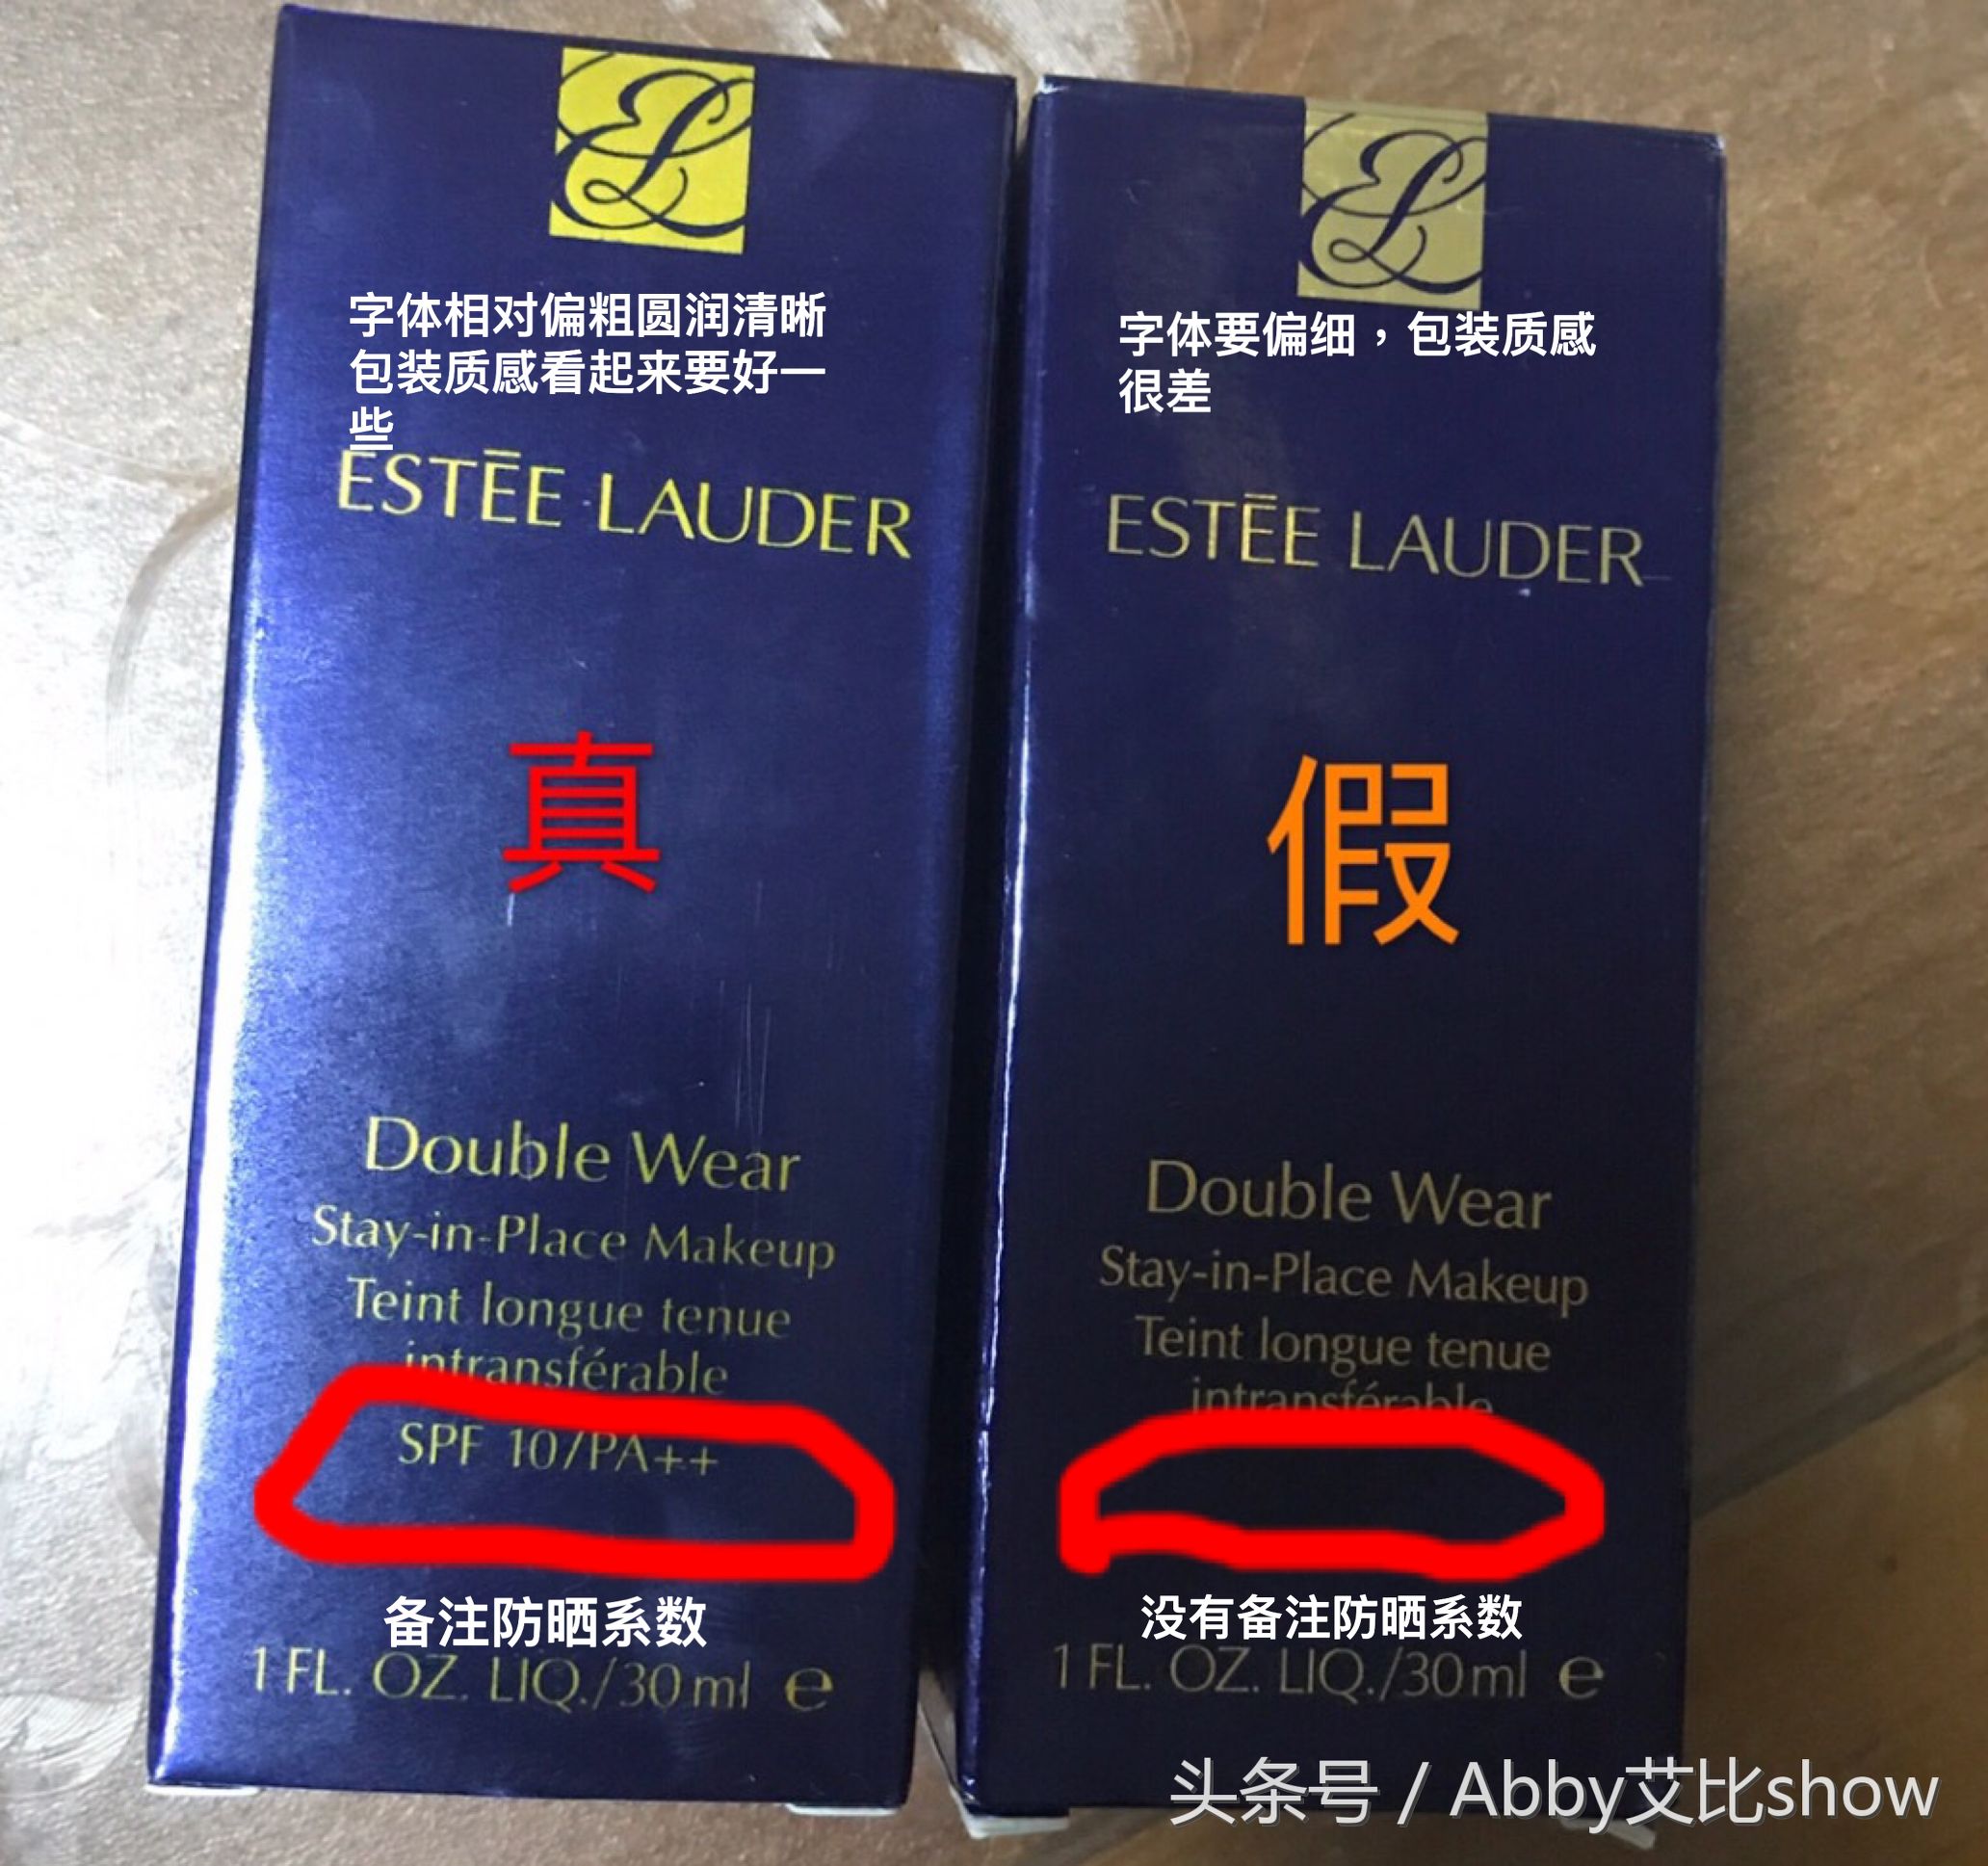 字体相对偏粗圆润清晰
包装质感看起来要好一
些
ESTĒE LAUDER
真
Double Wear
Stay-in-Place Makeup
Teint longue tenue
intransférable
SPF 10/PA++
备注防晒系数
1 FL. OZ. LIQ./30 ml e
字体要偏细，包装质感
很差
ESTĒE LAUDER
假
Double Wear
Stay-in-Place Makeup
Teint longue tenue
intransférable
没有备注防晒系数
1 FL. OZ. LIQ./30 ml e
头条号 / Abby艾比show